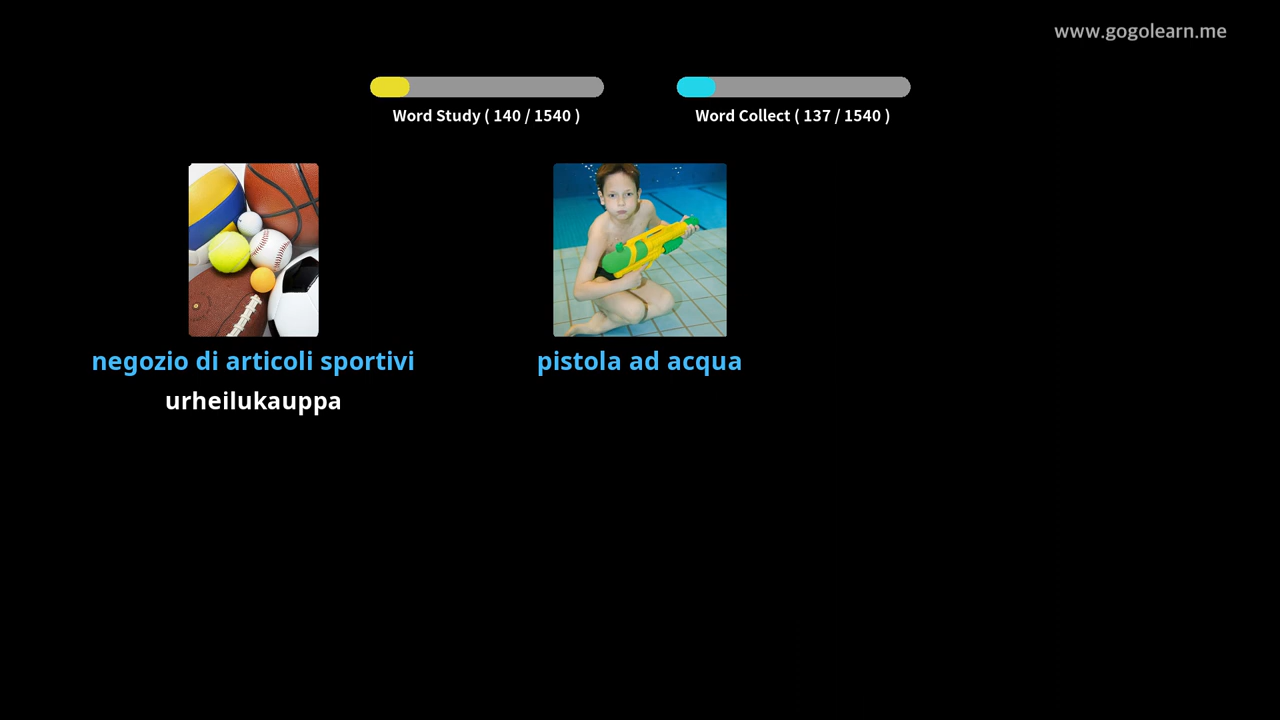 www.gogolearn.me
Word Study ( 140 / 1540 )
Word Collect ( 137 / 1540 )
negozio di articoli sportivi
urheilukauppa
pistola ad acqua